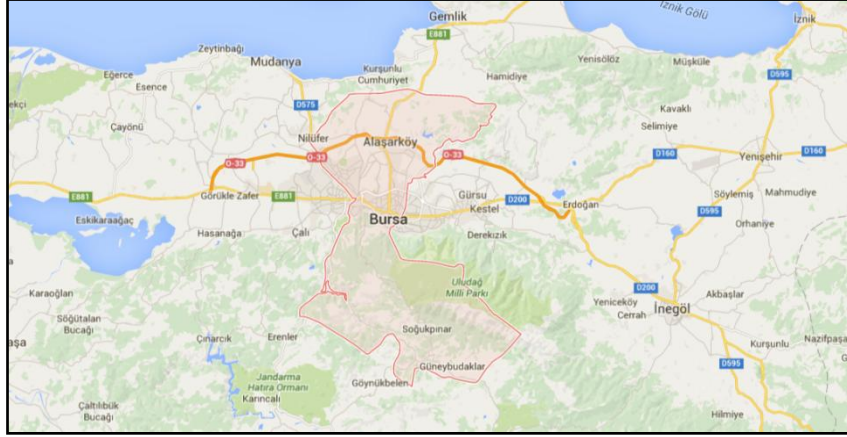 Gemlik
İznik Gölü
İznik
E881
Zeytinbağı
Mudanya
Yenisölöz
Müşküle
Kurşunlu
Cumhuriyet
Hamidiye
D595
Eğerce
Esence
ekçi
D575
Kavaklı
Çayönü
Selimiye
Nilüfer
Alaşarköy
O-33
O-33
O-33
D160
D160
Yenişehir
E881
Görükle-Zafer
E881
Gürsu
Kestel
D200
Erdoğan
Söylemiş
Mahmudiye
D595
Eskikaraağaç
Bursa
Hasanağa
Çalı
Derekızık
Orhaniye
Uludağ
Milli Parkı
D200
Karaoğlan
Yeniceköy
Cerrah
Akbaşlar
İnegöl
Söğütalan
Bucağı
Soğukpınar
aşa
Çınarcık
Erenler
Kurşunlu
Nazifpaşa
Güneybudaklar
D595
Jandarma
Hatıra Ormanı
Göynükbelen
Karıncalı
Çaltılıbük
Bucağı
Hilmiye